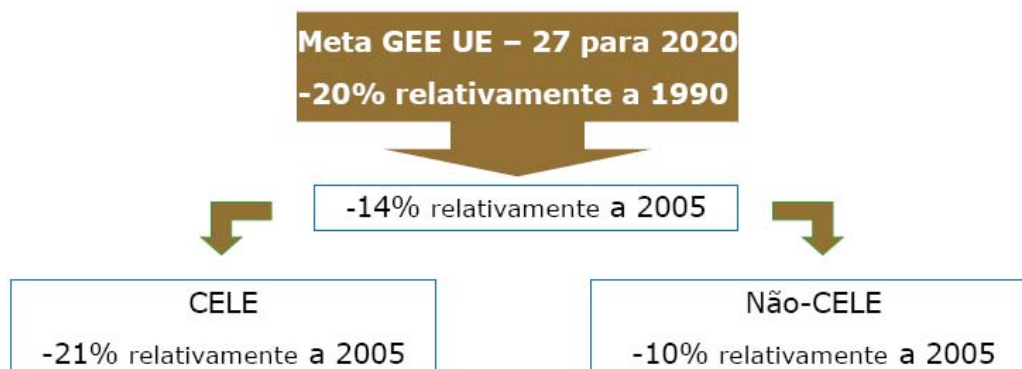 Meta GEE UE – 27 para 2020
-20% relativamente a 1990
-14% relativamente a 2005
CELE
-21% relativamente a 2005
Não-CELE
-10% relativamente a 2005